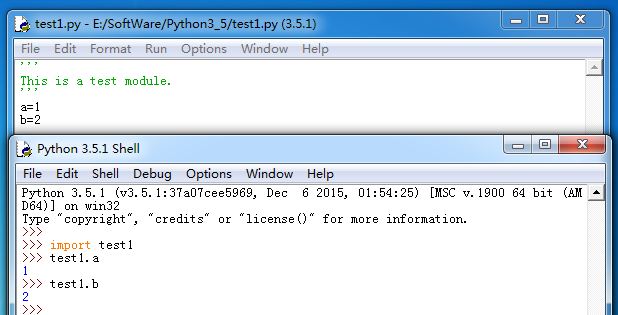 test1.py - E:/SoftWare/Python3_5/test1.py (3.5.1)
File Edit Format Run Options Window Help
'''
This is a test module.
'''
a=1
b=2
Python 3.5.1 Shell
File Edit Shell Debug Options Window Help
Python 3.5.1 (v3.5.1:37a07cee5969, Dec  6 2015, 01:54:25) [MSC v.1900 64 bit (AM
D64)] on win32
Type "copyright", "credits" or "license()" for more information.
>>>
>>> import test1
>>> test1.a
1
>>> test1.b
2
>>>